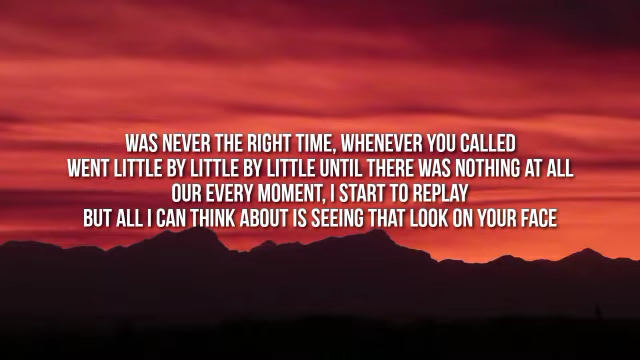 WAS NEVER THE RIGHT TIME, WHENEVER YOU CALLED
WENT LITTLE BY LITTLE BY LITTLE UNTIL THERE WAS NOTHING AT ALL
OUR EVERY MOMENT, I START TO REPLAY
BUT ALL I CAN THINK ABOUT IS SEEING THAT LOOK ON YOUR FACE